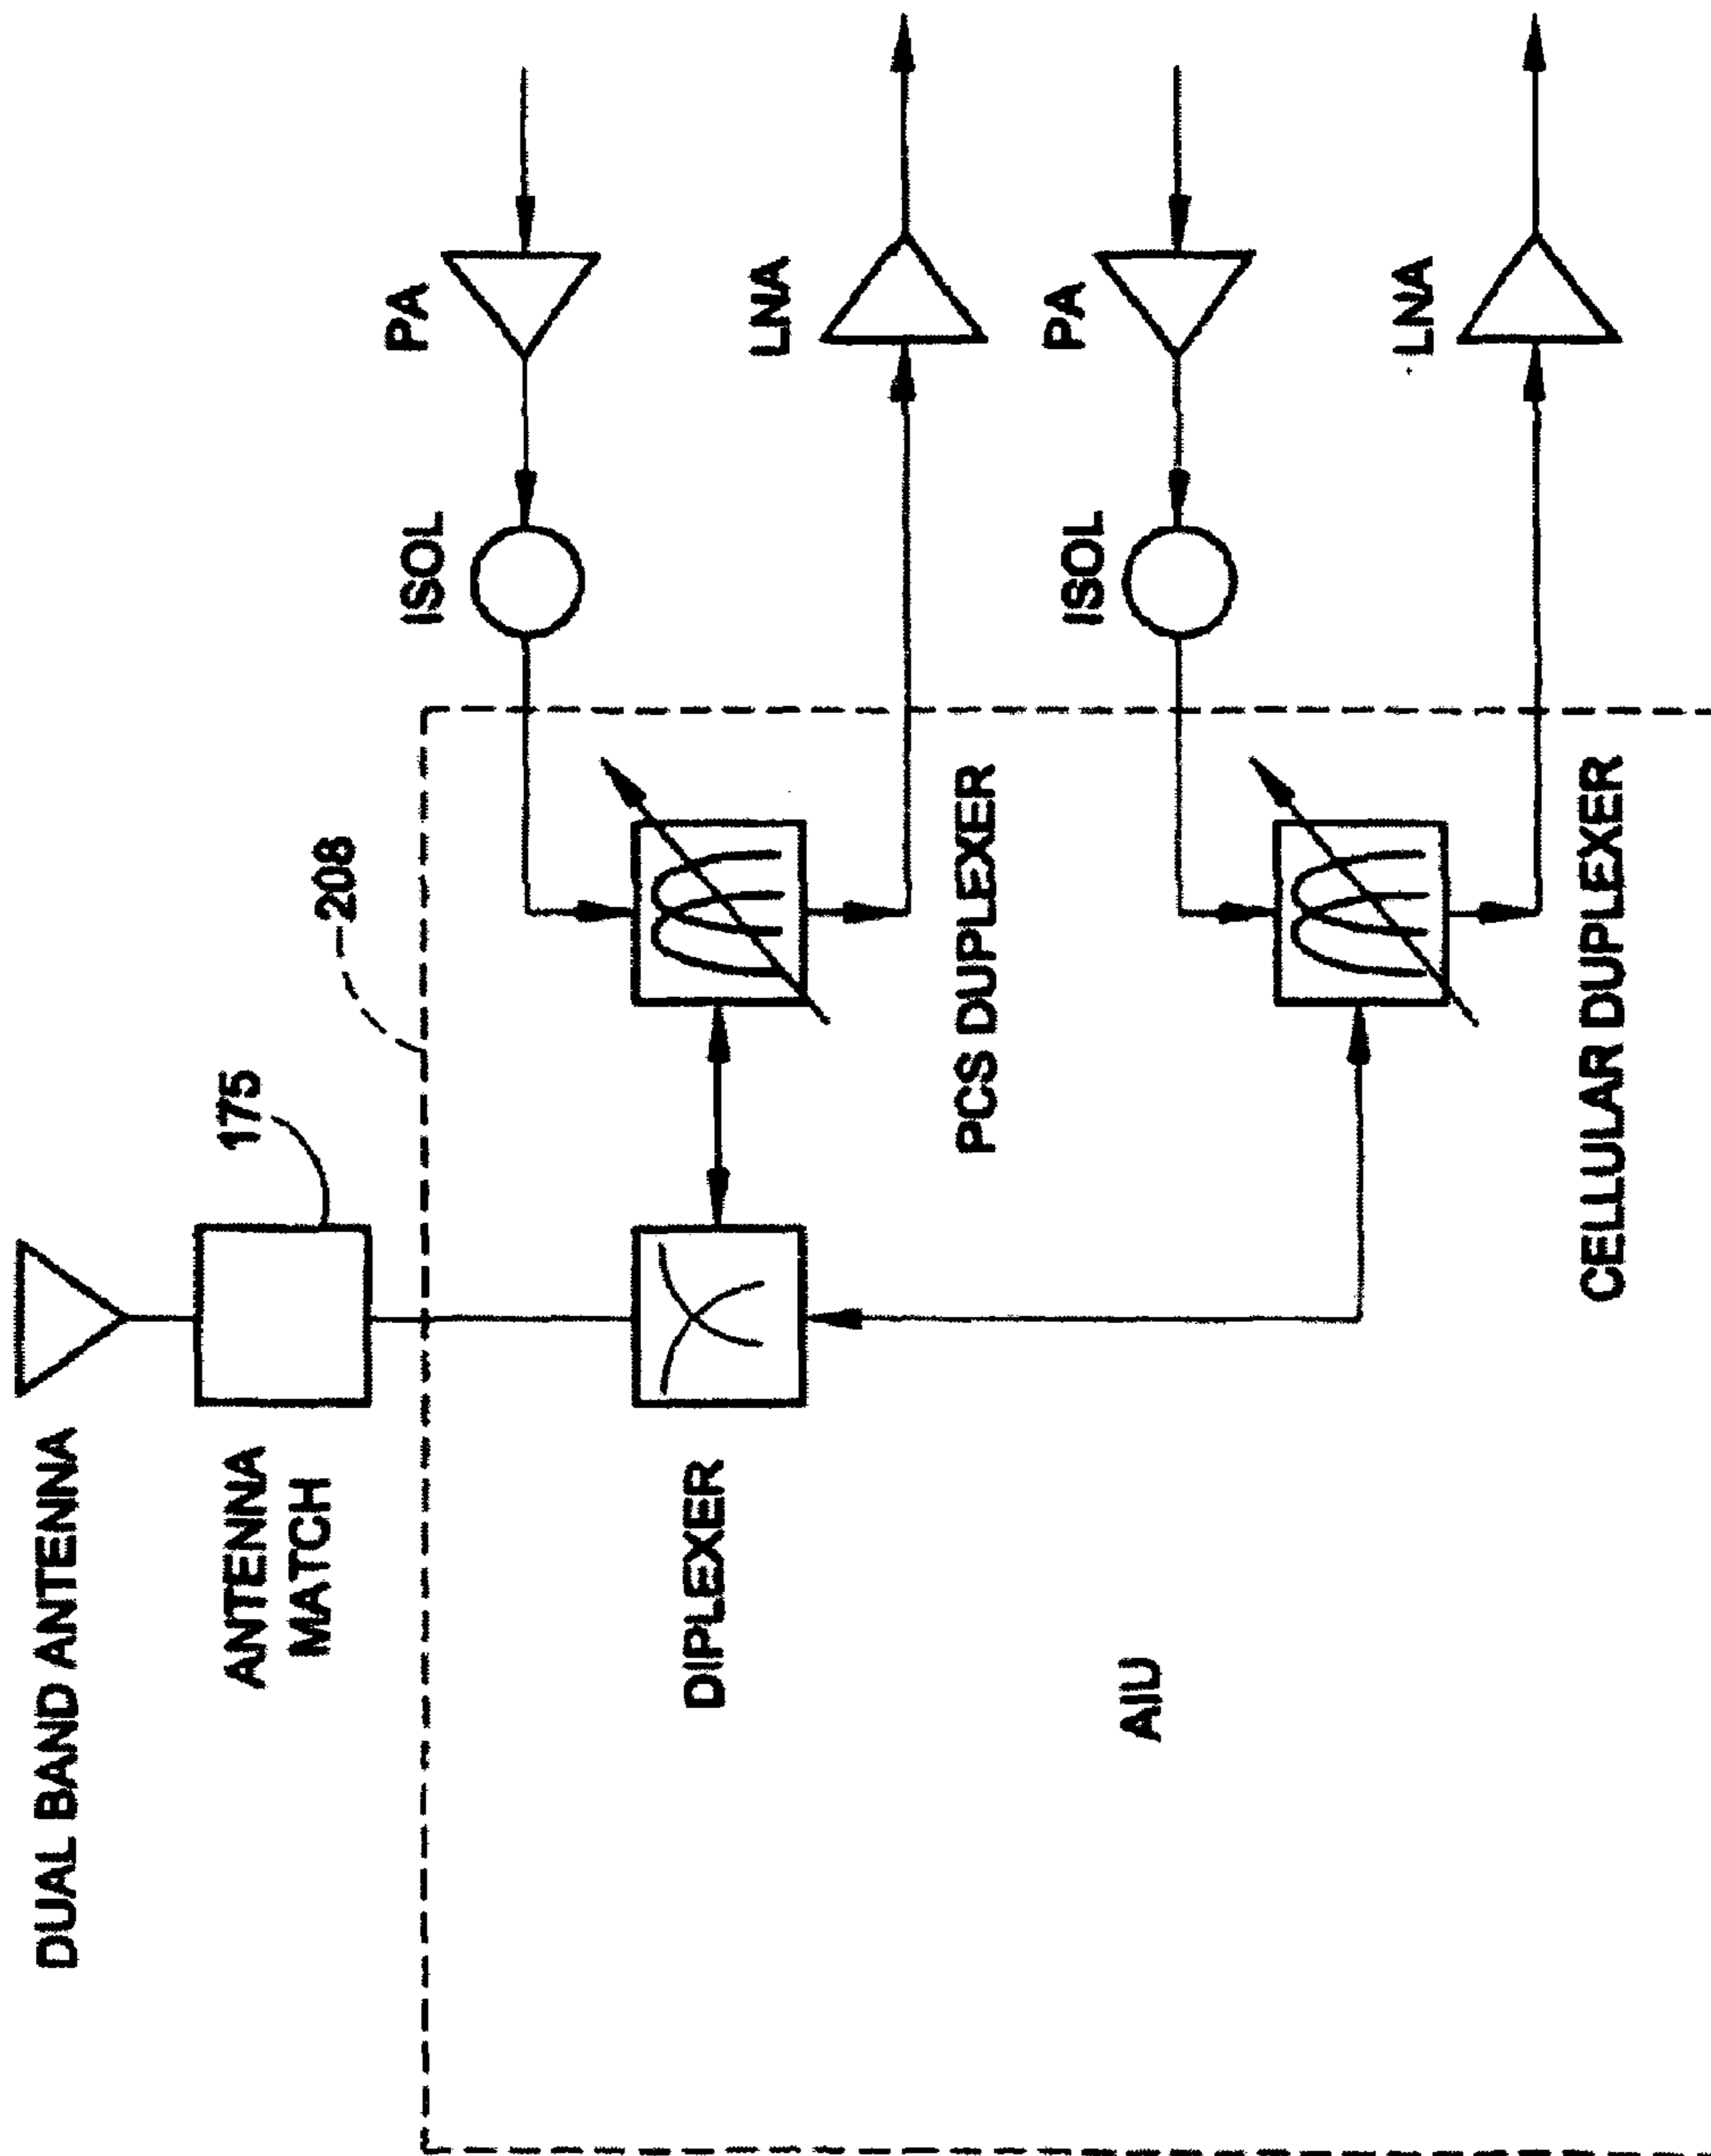 DUAL BAND ANTENNA
ANTENNA
MATCH
175
208
DIPLEXER
AIU
PCS DUPLEXER
CELLULAR DUPLEXER
ISOL
PA
LNA
ISOL
PA
LNA